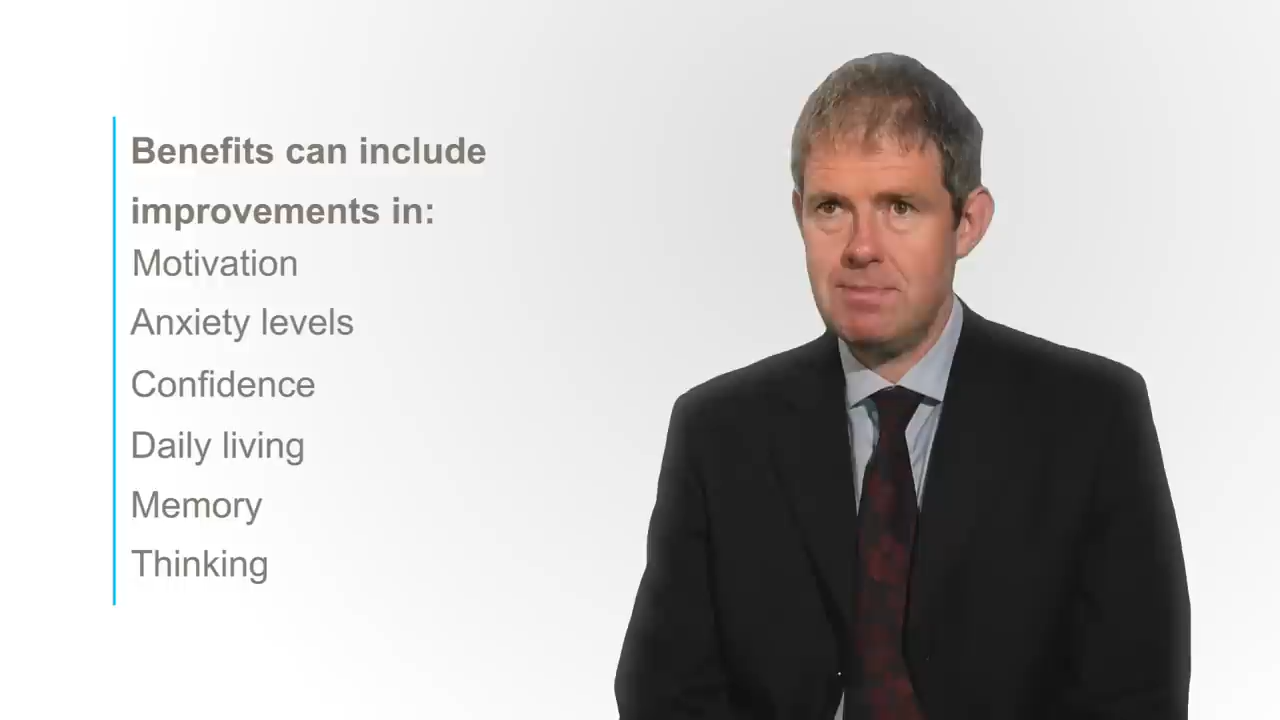 Benefits can include
improvements in:
Motivation
Anxiety levels
Confidence
Daily living
Memory
Thinking